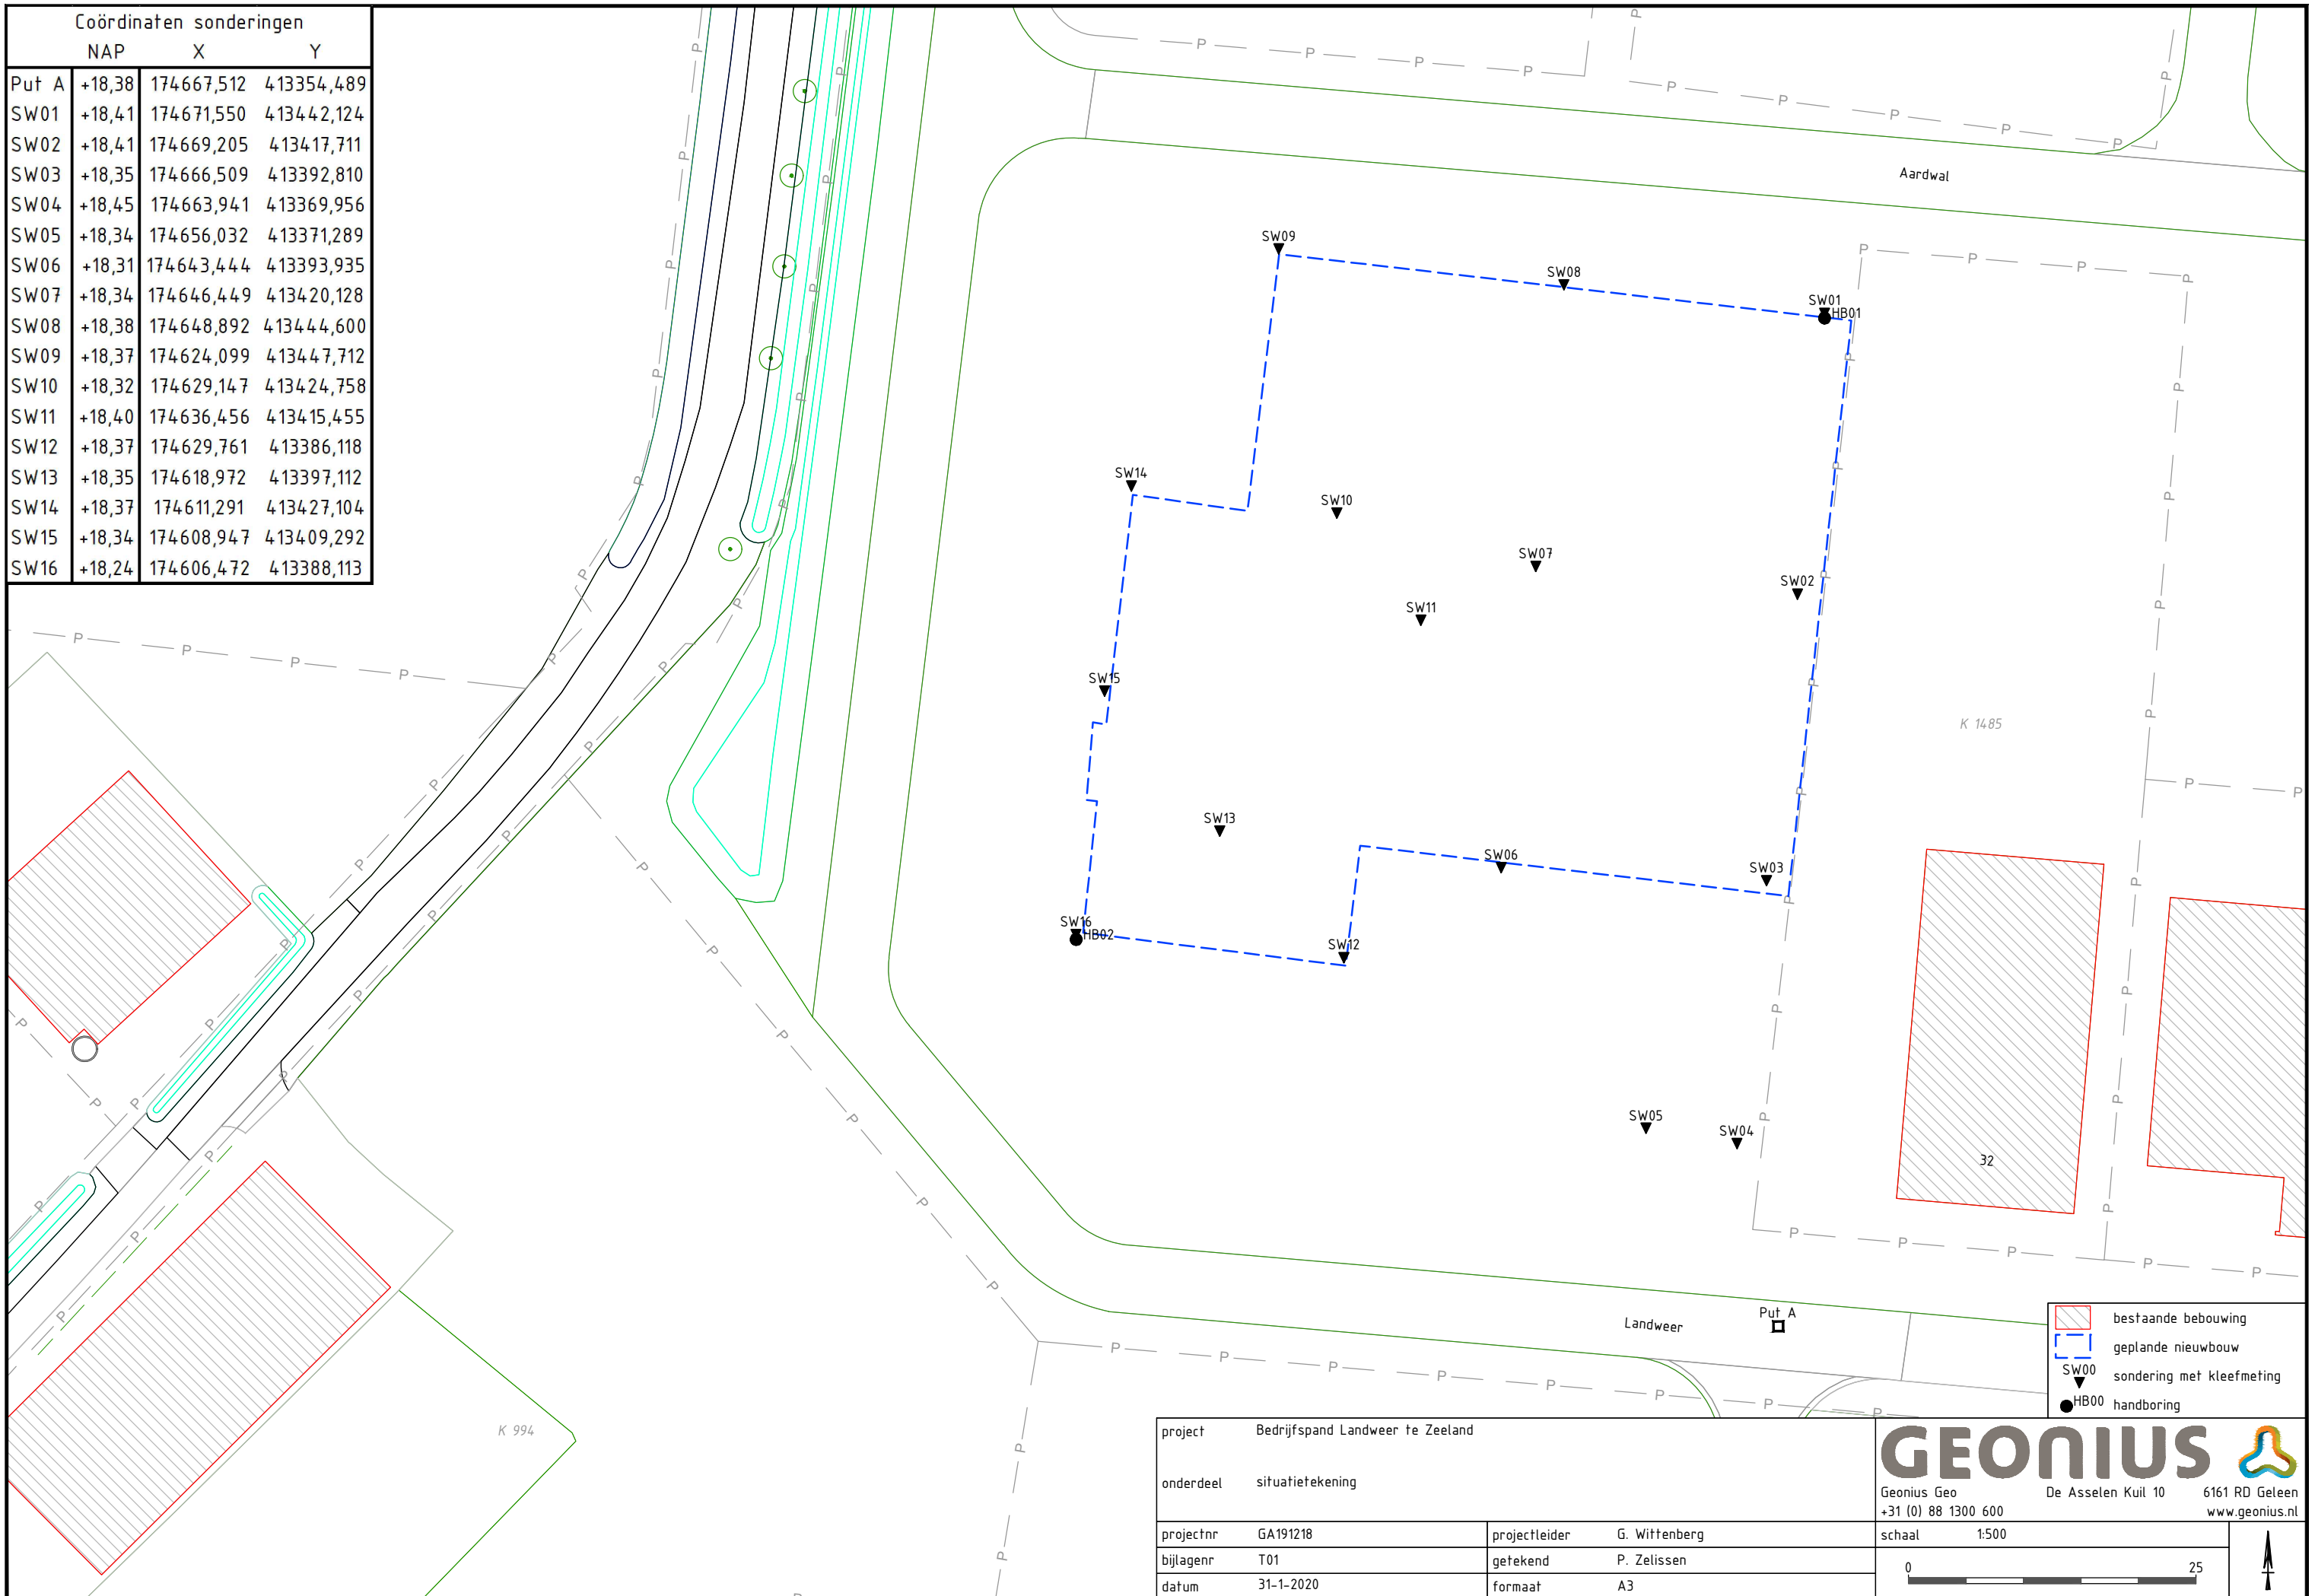 Coördinaten sonderingen
NAP X Y
Put A +18,38 174667,512 413354,489
SW01 +18,41 174671,550 413442,124
SW02 +18,41 174669,205 413417,711
SW03 +18,35 174666,509 413392,810
SW04 +18,45 174663,941 413369,956
SW05 +18,34 174656,032 413371,289
SW06 +18,31 174643,444 413393,935
SW07 +18,34 174646,449 413420,128
SW08 +18,38 174648,892 413444,600
SW09 +18,37 174624,099 413447,712
SW10 +18,32 174629,147 413424,758
SW11 +18,40 174636,456 413415,455
SW12 +18,37 174629,761 413386,118
SW13 +18,35 174618,972 413397,112
SW14 +18,37 174611,291 413427,104
SW15 +18,34 174608,947 413409,292
SW16 +18,24 174606,472 413388,113
Aardwal
SW09
SW08
SW01
HB01
SW14
SW10
SW07
SW02
SW11
SW15
K 1485
SW13
SW06
SW03
SW16
HB02
SW12
SW05
SW04
32
Put A
Landweer
K 994
bestaande bebouwing
geplande nieuwbouw
SW00 sondering met kleefmeting
HB00 handboring
project Bedrijfspand Landweer te Zeeland
onderdeel situatietekening
projectnr GA191218 projectleider G. Wittenberg
bijlagenr T01 getekend P. Zelissen
datum 31-1-2020 formaat A3
GEONIUS
Geonius Geo De Asselen Kuil 10 6161 RD Geleen
+31 (0) 88 1300 600 www.geonius.nl
schaal 1:500
0 25